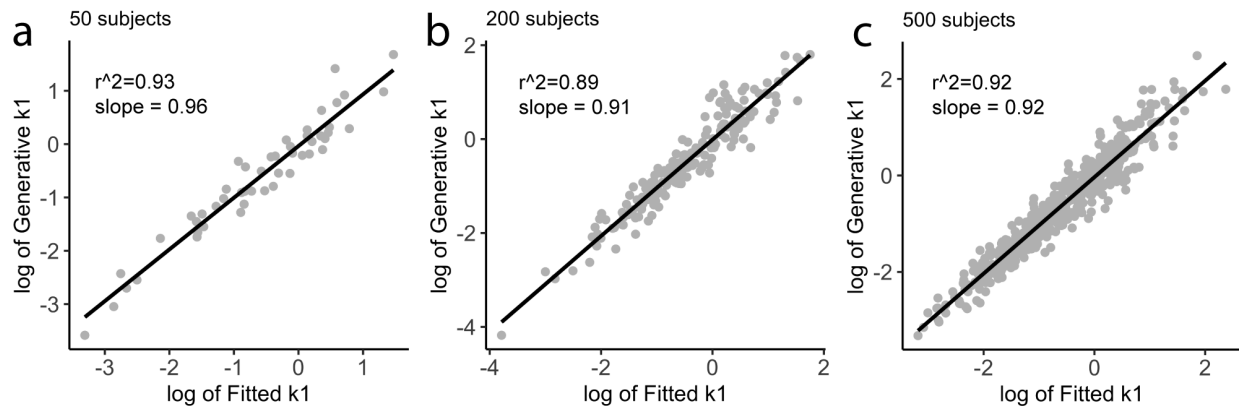 a
50 subjects
r^2=0.93
slope = 0.96
log of Generative k1
1
0
-1
-2
-3
-3
-2
-1
0
1
log of Fitted k1
b
200 subjects
r^2=0.89
slope = 0.91
log of Generative k1
2
0
-2
-4
-4
-2
0
2
log of Fitted k1
c
500 subjects
r^2=0.92
slope = 0.92
log of Generative k1
2
0
-2
-2
0
2
log of Fitted k1